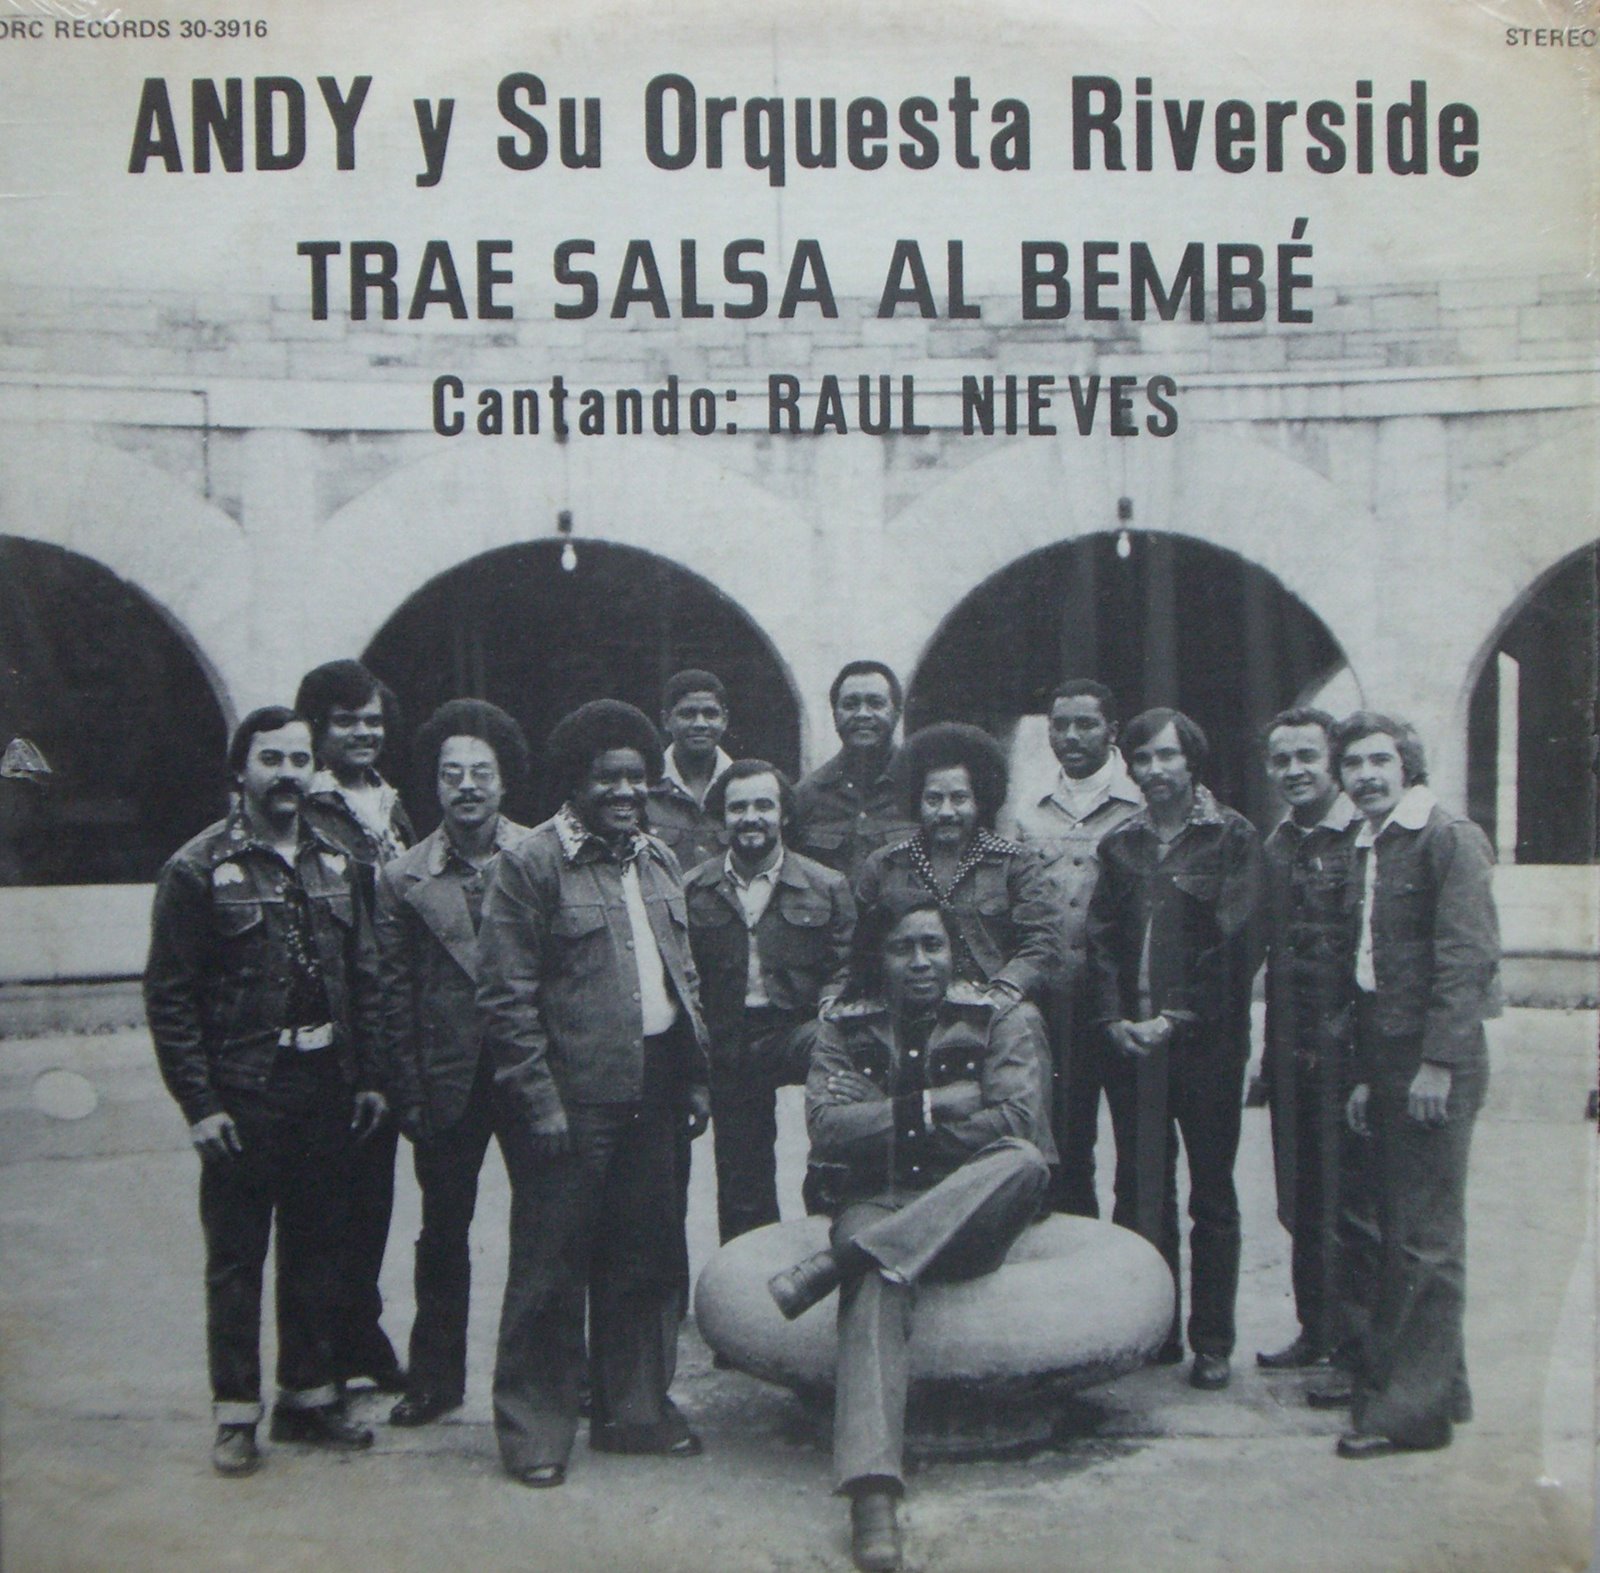 ORC RECORDS 30-3916
STEREO
ANDY y Su Orquesta Riverside
TRAE SALSA AL BEMBÉ
Cantando: RAUL NIEVES